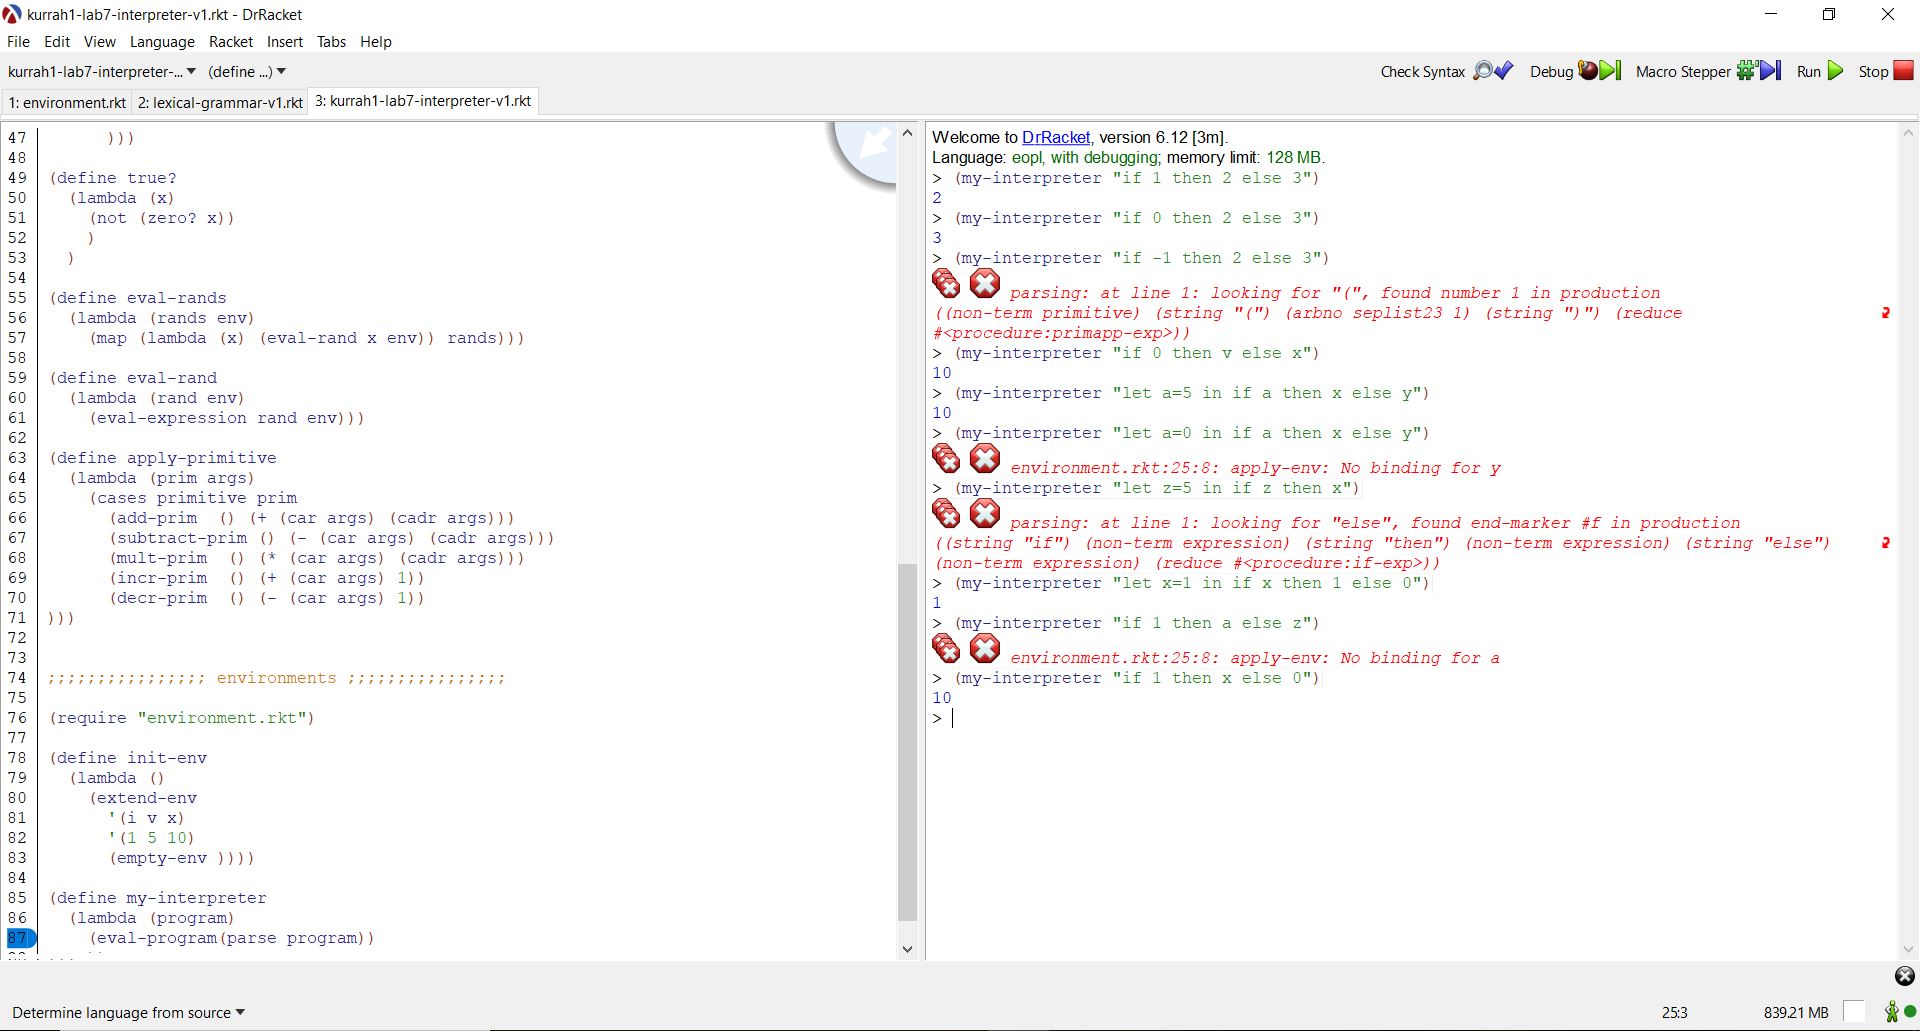 kurrah1-lab7-interpreter-v1.rkt - DrRacket
File Edit View Language Racket Insert Tabs Help
kurrah1-lab7-interpreter-... (define ...)
Check Syntax Debug Macro Stepper Run Stop
1: environment.rkt 2: lexical-grammar-v1.rkt 3: kurrah1-lab7-interpreter-v1.rkt
47 )))
48
49 (define true?
50 (lambda (x)
51 (not (zero? x))
52 )
53 )
54
55 (define eval-rands
56 (lambda (rands env)
57 (map (lambda (x) (eval-rand x env)) rands)))
58
59 (define eval-rand
60 (lambda (rand env)
61 (eval-expression rand env)))
62
63 (define apply-primitive
64 (lambda (prim args)
65 (cases primitive prim
66 (add-prim () (+ (car args) (cadr args)))
67 (subtract-prim () (- (car args) (cadr args)))
68 (mult-prim () (* (car args) (cadr args)))
69 (incr-prim () (+ (car args) 1))
70 (decr-prim () (- (car args) 1))
71 )))
72
73
74 ;;;;;;;;;;;;;;;; environments ;;;;;;;;;;;;;;;;
75
76 (require "environment.rkt")
77
78 (define init-env
79 (lambda ()
80 (extend-env
81 '(i v x)
82 '(1 5 10)
83 (empty-env ))))
84
85 (define my-interpreter
86 (lambda (program)
87 (eval-program(parse program))
Welcome to DrRacket, version 6.12 [3m].
Language: eopl, with debugging; memory limit: 128 MB.
> (my-interpreter "if 1 then 2 else 3")
2
> (my-interpreter "if 0 then 2 else 3")
3
> (my-interpreter "if -1 then 2 else 3")
parsing: at line 1: looking for "(", found number 1 in production
((non-term primitive) (string "(") (arbno seplist23 1) (string ")") (reduce
#<procedure:primapp-exp>))
> (my-interpreter "if 0 then v else x")
10
> (my-interpreter "let a=5 in if a then x else y")
10
> (my-interpreter "let a=0 in if a then x else y")
environment.rkt:25:8: apply-env: No binding for y
> (my-interpreter "let z=5 in if z then x")
parsing: at line 1: looking for "else", found end-marker #f in production
((string "if") (non-term expression) (string "then") (non-term expression) (string "else")
(non-term expression) (reduce #<procedure:if-exp>))
> (my-interpreter "let x=1 in if x then 1 else 0")
1
> (my-interpreter "if 1 then a else z")
environment.rkt:25:8: apply-env: No binding for a
> (my-interpreter "if 1 then x else 0")
10
>
Determine language from source
25:3 839.21 MB